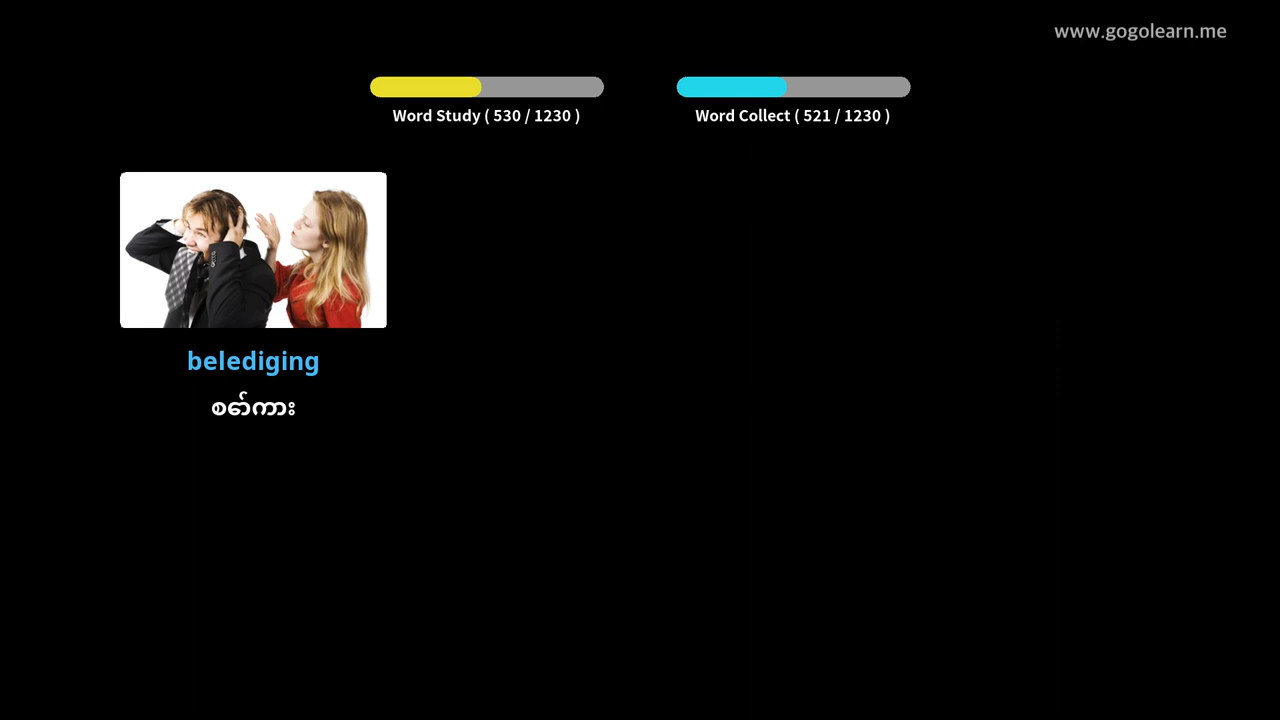 www.gogolearn.me
Word Study ( 530 / 1230 )
Word Collect ( 521 / 1230 )
belediging
စော်ကား